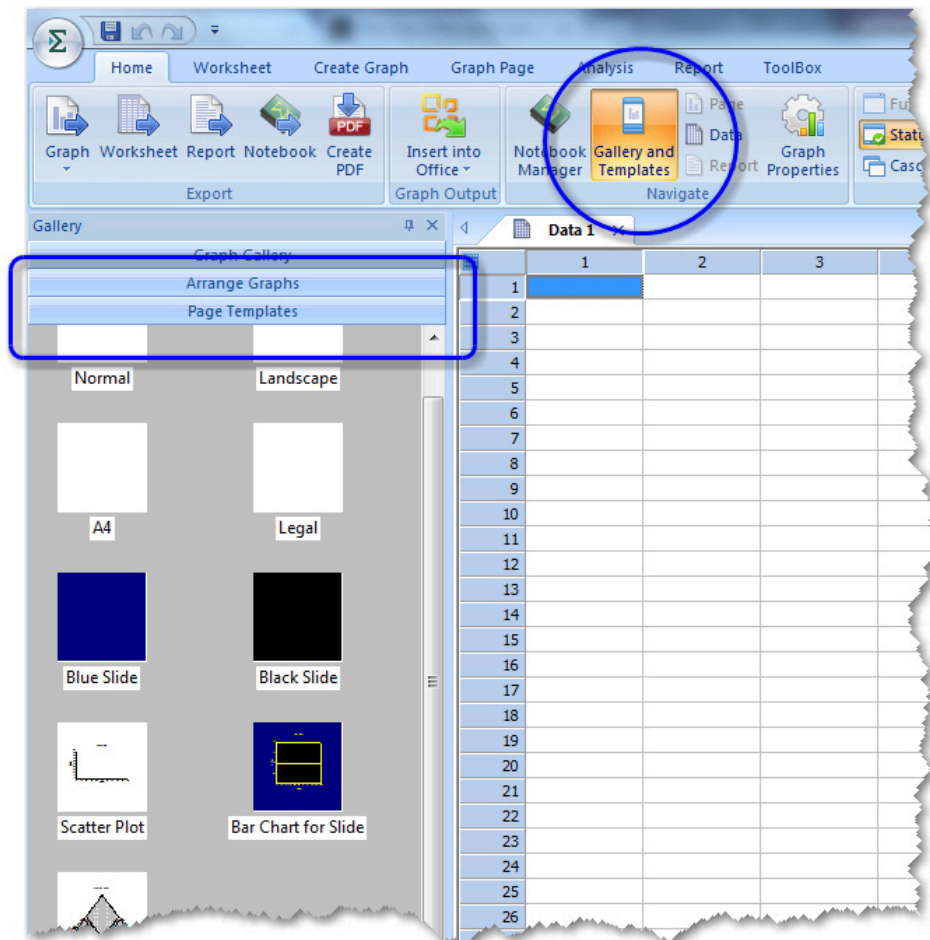 Σ
Home Worksheet Create Graph Graph Page Analysis Report ToolBox
Graph Worksheet Report Notebook Create PDF Insert into Office Notebook Manager Gallery and Templates Page Data Report Graph Properties
Export Graph Output Navigate
Gallery
Data 1
Graph Gallery
Arrange Graphs
Page Templates
1 2 3
1
2
3
4
5
6
7
8
9
10
11
12
13
14
15
16
17
18
19
20
21
22
23
24
25
26
Normal Landscape
A4 Legal
Blue Slide Black Slide
Scatter Plot Bar Chart for Slide